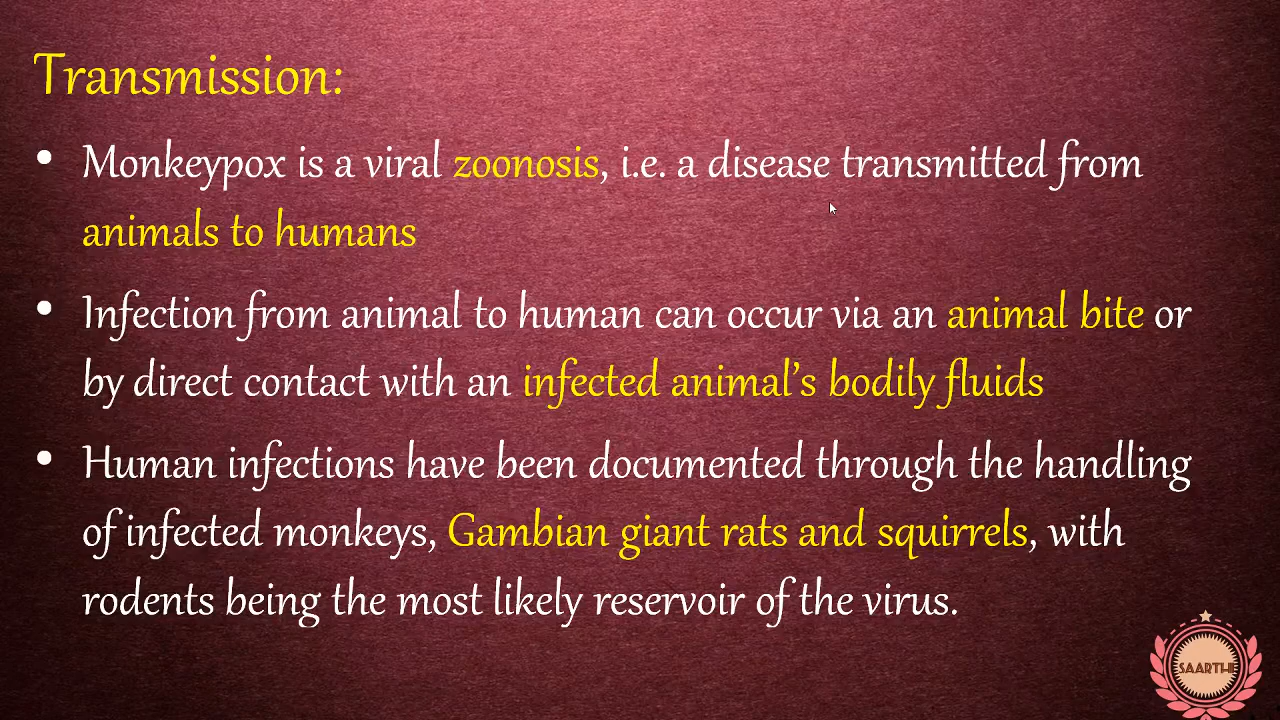 Transmission:
• Monkeypox is a viral zoonosis, i.e. a disease transmitted from
animals to humans
• Infection from animal to human can occur via an animal bite or
by direct contact with an infected animal’s bodily fluids
• Human infections have been documented through the handling
of infected monkeys, Gambian giant rats and squirrels, with
rodents being the most likely reservoir of the virus.
SAARTHI